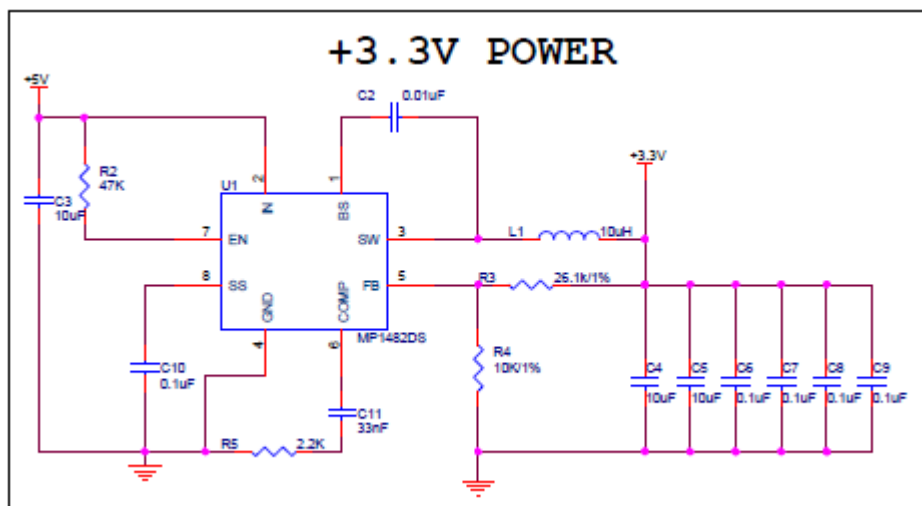 +3.3V POWER
+5V
C2 0.01uF
+3.3V
R2
47K
U1
2
1
C3
10uF
IN
BS
7 EN
SW 3
L1 10uH
8 SS
FB 5
R3 26.1k/1%
GND
COMP
MP1482DS
4
6
C10
0.1uF
R4
10K/1%
C4 C5 C6 C7 C8 C9
10uF 10uF 0.1uF 0.1uF 0.1uF 0.1uF
C11
33nF
R5 2.2K